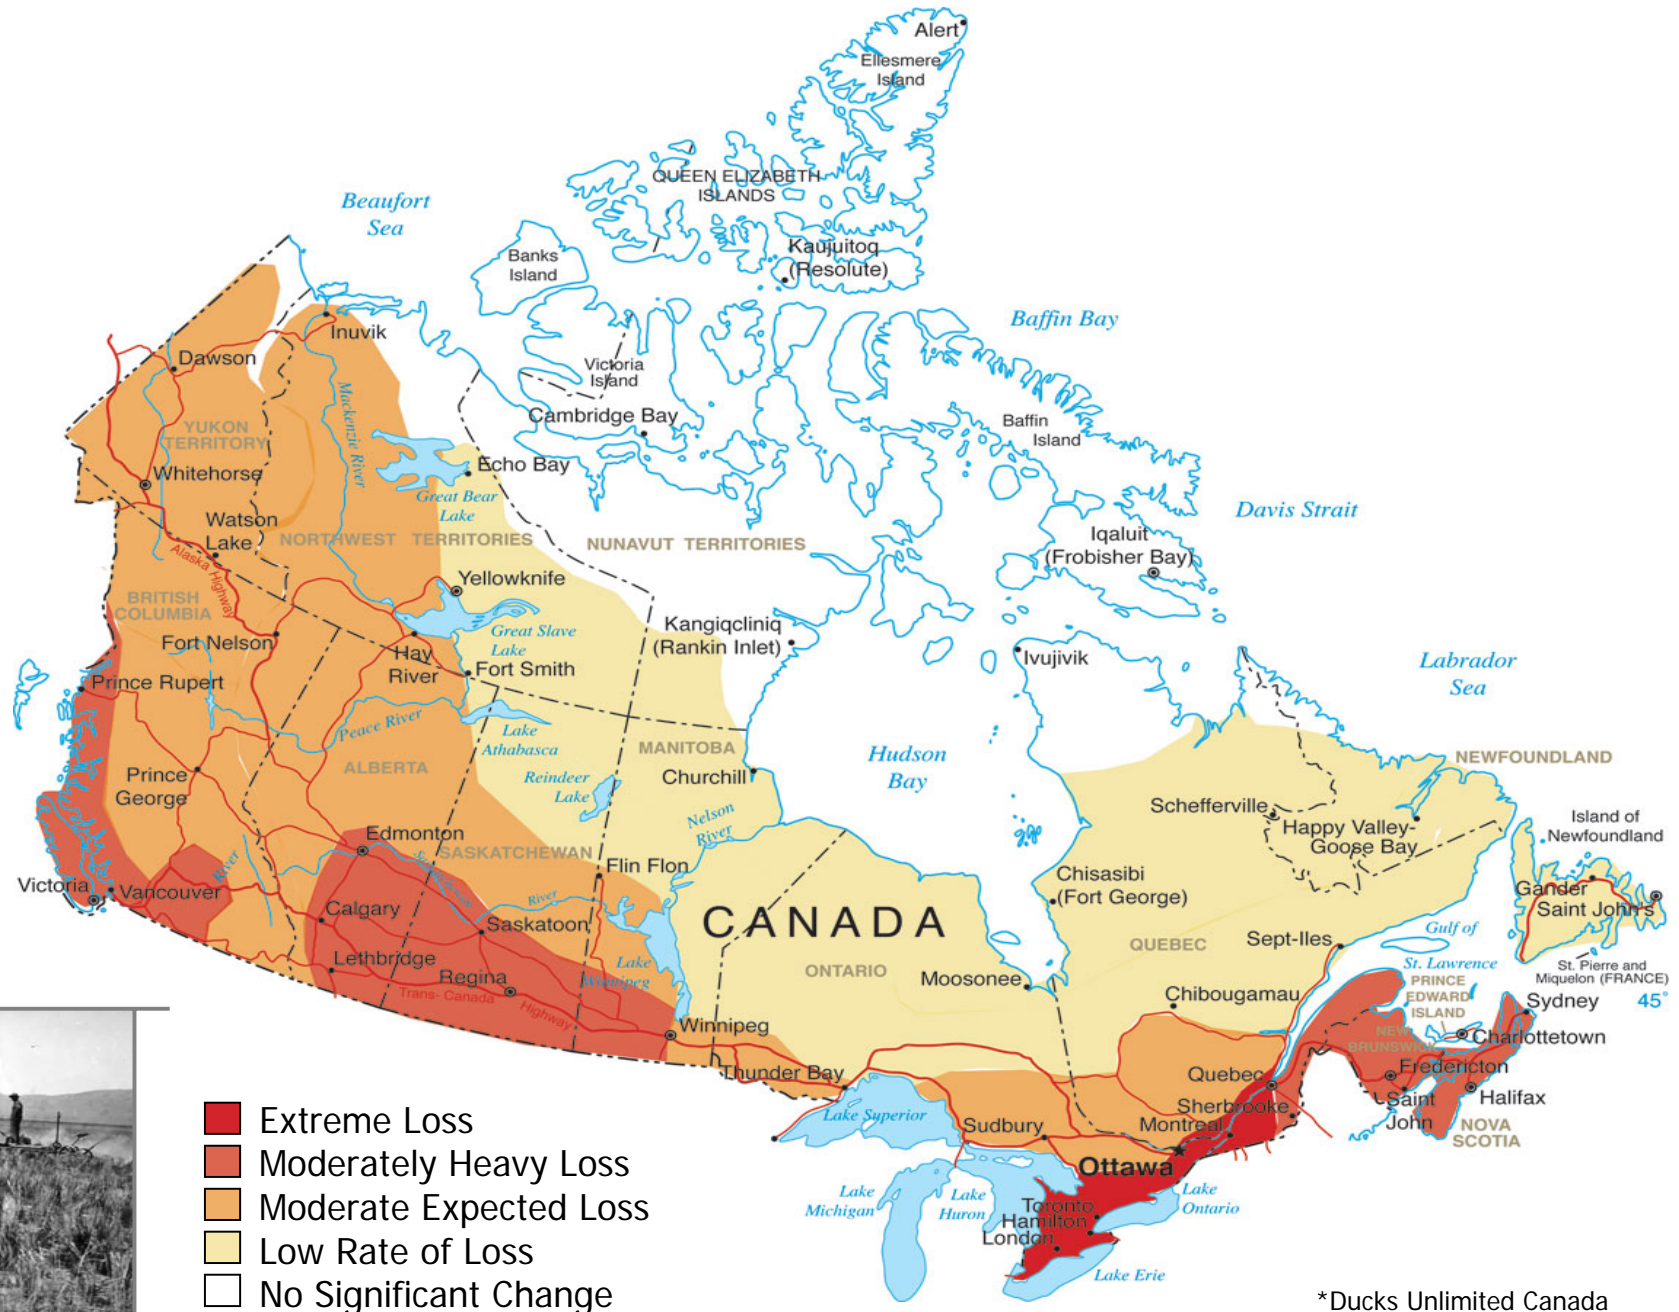 Alert
Ellesmere
Island
QUEEN ELIZABETH
ISLANDS
Beaufort
Sea
Banks
Island
Kaujuitoq
(Resolute)
Baffin Bay
Inuvik
Dawson
Victoria
Island
Mackenzie River
Cambridge Bay
Baffin
Island
YUKON
TERRITORY
Echo Bay
Whitehorse
Great Bear
Lake
Davis Strait
Watson
Lake
NORTHWEST TERRITORIES
NUNAVUT TERRITORIES
Iqaluit
(Frobisher Bay)
Alaska Highway
Yellowknife
BRITISH
COLUMBIA
Great Slave
Lake
Kangiqcliniq
(Rankin Inlet)
Fort Nelson
Hay
River
Fort Smith
Ivujivik
Labrador
Sea
Prince Rupert
Peace River
Lake
Athabasca
MANITOBA
Hudson
Bay
NEWFOUNDLAND
Prince
George
ALBERTA
Reindeer
Lake
Churchill
Nelson
River
Schefferville
Happy Valley-
Goose Bay
Island of
Newfoundland
Edmonton
SASKATCHEWAN
Saskatchewan
River
River
Flin Flon
Chisasibi
(Fort George)
Victoria
Vancouver
Calgary
Saskatoon
CANADA
Gander
Saint John's
QUEBEC
Sept-Iles
Gulf of
St. Lawrence
Lethbridge
Regina
Lake
Winnipeg
ONTARIO
Moosonee
St. Pierre and
Miquelon (FRANCE)
Trans-Canada
Highway
Chibougamau
PRINCE
EDWARD
ISLAND
Sydney
45°
Winnipeg
NEW
BRUNSWICK
Charlottetown
Thunder Bay
Quebec
Fredericton
Lake Superior
Sherbrooke
Saint
John
Halifax
Sudbury
Montreal
NOVA
SCOTIA
Ottawa
Lake
Michigan
Lake
Huron
Lake
Ontario
Toronto
Hamilton
London
Lake Erie
Extreme Loss
Moderately Heavy Loss
Moderate Expected Loss
Low Rate of Loss
No Significant Change
*Ducks Unlimited Canada